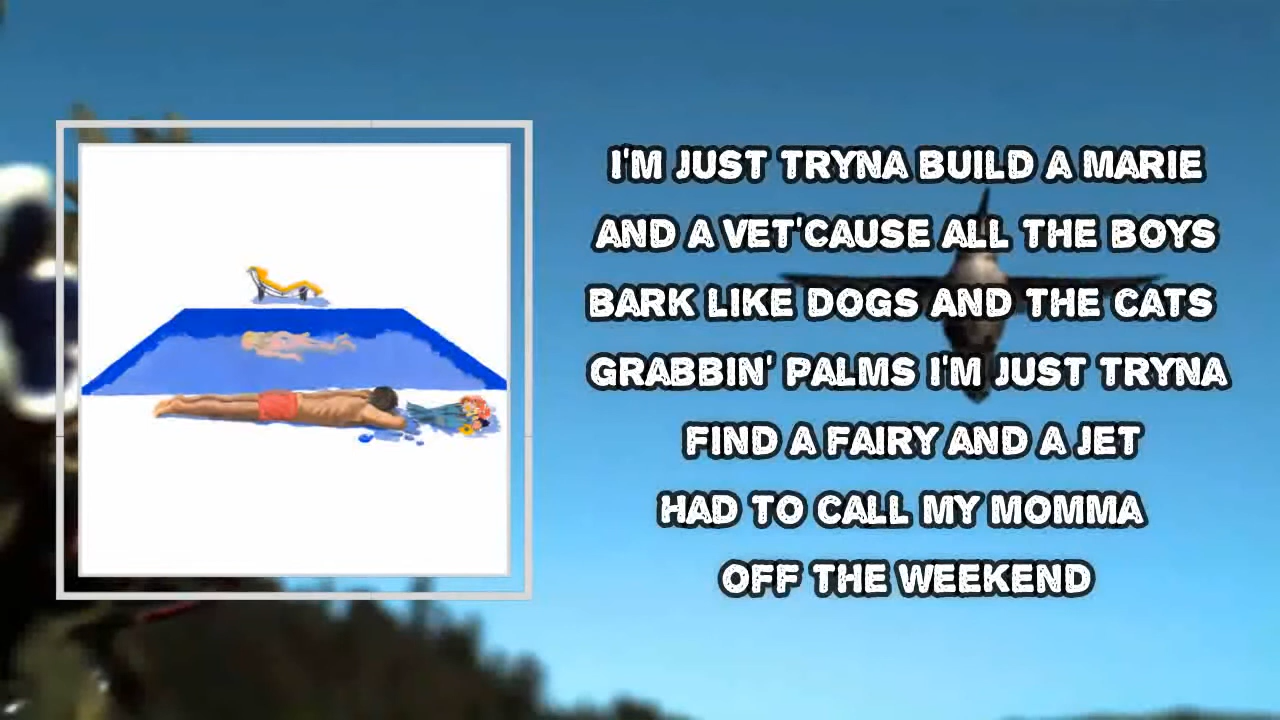 I'M JUST TRYNA BUILD A MARIE
AND A VET'CAUSE ALL THE BOYS
BARK LIKE DOGS AND THE CATS
GRABBIN' PALMS I'M JUST TRYNA
FIND A FAIRY AND A JET
HAD TO CALL MY MOMMA
OFF THE WEEKEND